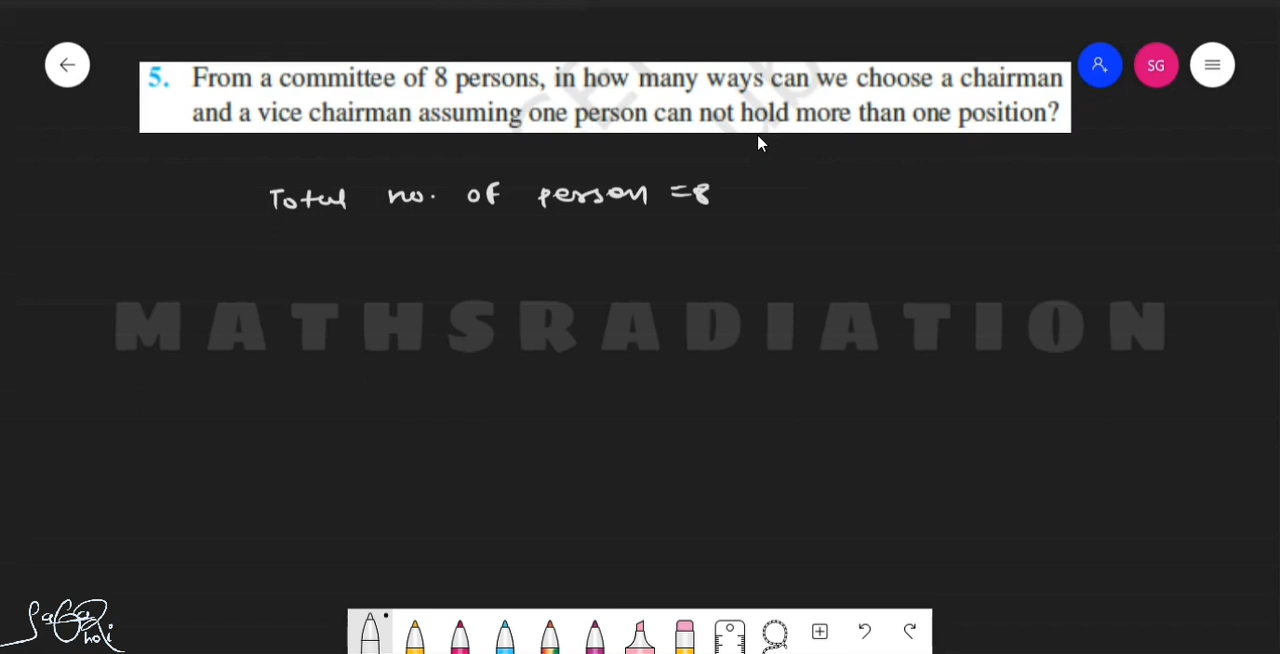 5. From a committee of 8 persons, in how many ways can we choose a chairman
and a vice chairman assuming one person can not hold more than one position?
SG
Total no. of person =8
MATHSRADIATION